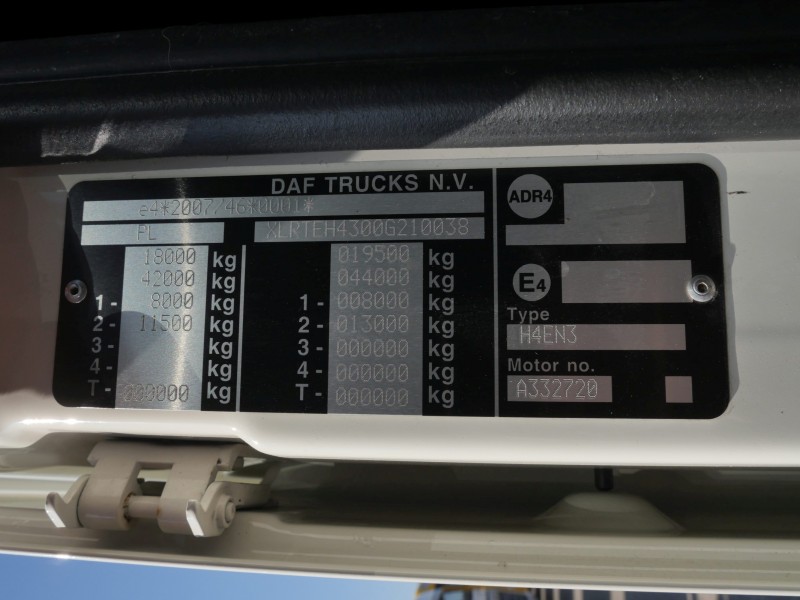 DAF TRUCKS N.V.
e4*2007/46*0001*
PL XLRTEH4300G210038
18000 kg 019500 kg
42000 kg 044000 kg
1- 8000 kg 1- 008000 kg
2- 11500 kg 2- 013000 kg
3- kg 3- 000000 kg
4- kg 4- 000000 kg
T- 000000 kg T- 000000 kg
ADR4
E4
Type
H4EN3
Motor no.
A332720